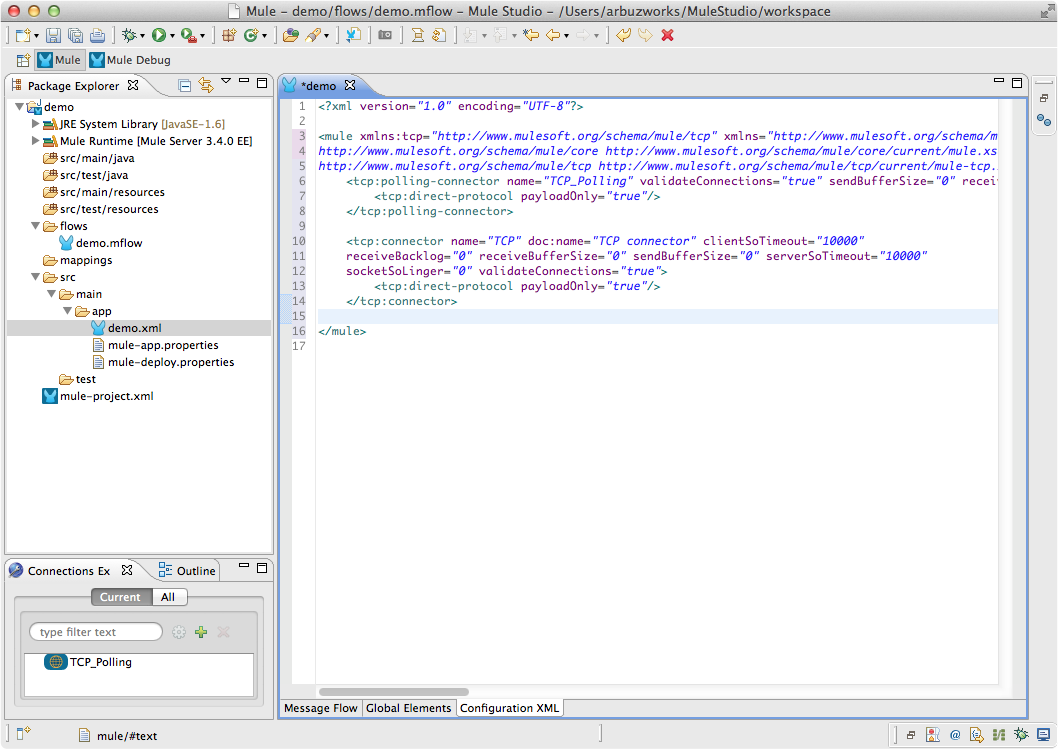 Mule – demo/flows/demo.mflow – Mule Studio – /Users/arbuzworks/MuleStudio/workspace
Mule
Mule Debug
Package Explorer
demo
JRE System Library [JavaSE-1.6]
Mule Runtime [Mule Server 3.4.0 EE]
src/main/java
src/test/java
src/main/resources
src/test/resources
flows
demo.mflow
mappings
src
main
app
demo.xml
mule-app.properties
mule-deploy.properties
test
mule-project.xml
*demo
1 <?xml version="1.0" encoding="UTF-8"?>
2
3 <mule xmlns:tcp="http://www.mulesoft.org/schema/mule/tcp" xmlns="http://www.mulesoft.org/schema/m
4 http://www.mulesoft.org/schema/mule/core http://www.mulesoft.org/schema/mule/core/current/mule.xs
5 http://www.mulesoft.org/schema/mule/tcp http://www.mulesoft.org/schema/mule/tcp/current/mule-tcp.
6 <tcp:polling-connector name="TCP_Polling" validateConnections="true" sendBufferSize="0" recei
7 <tcp:direct-protocol payloadOnly="true"/>
8 </tcp:polling-connector>
9
10 <tcp:connector name="TCP" doc:name="TCP connector" clientSoTimeout="10000"
11 receiveBacklog="0" receiveBufferSize="0" sendBufferSize="0" serverSoTimeout="10000"
12 socketSoLinger="0" validateConnections="true">
13 <tcp:direct-protocol payloadOnly="true"/>
14 </tcp:connector>
15
16 </mule>
17
Connections Ex
Outline
Current
All
type filter text
TCP_Polling
Message Flow
Global Elements
Configuration XML
mule/#text